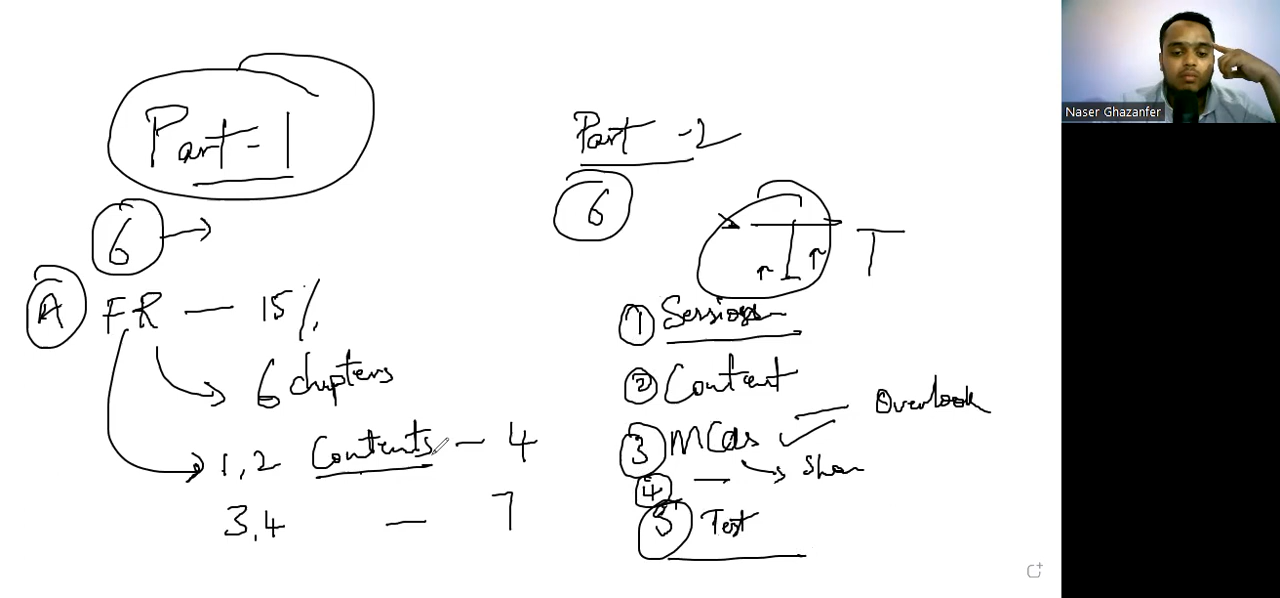 Part-1
6
A FR - 15%
6 chapters
1,2 Contents - 4
3,4 - 7
Part -2
6
T
1 Sessions
2 Content
3 MCQs Overlook
4 -
5 Test
Naser Ghazanfer